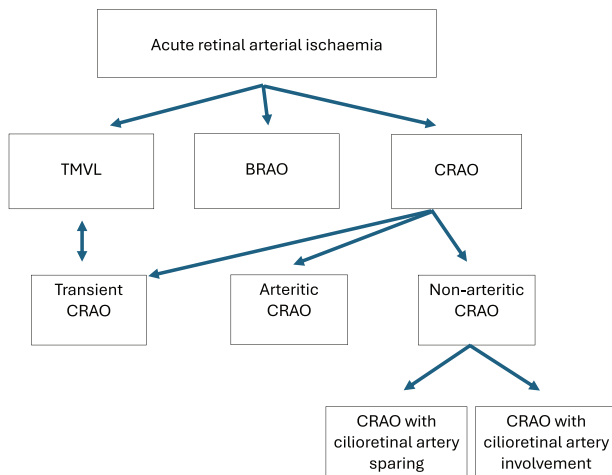 Acute retinal arterial ischaemia
TMVL
BRAO
CRAO
Transient
CRAO
Arteritic
CRAO
Non-arteritic
CRAO
CRAO with
cilioretinal artery
sparing
CRAO with
cilioretinal artery
involvement